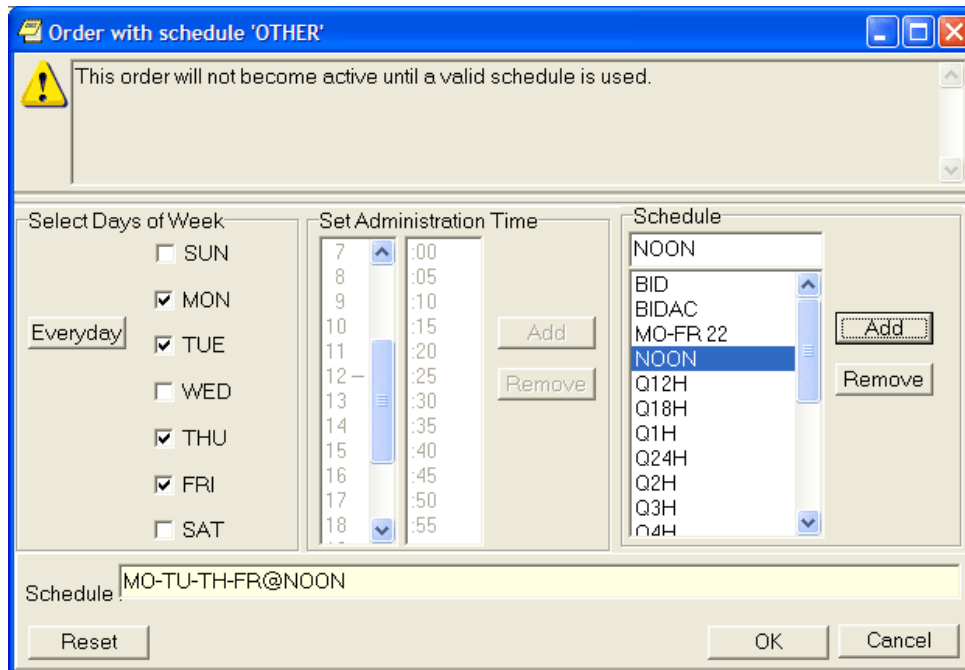 Order with schedule 'OTHER'
This order will not become active until a valid schedule is used.
Select Days of Week
SUN
MON
Everyday
TUE
WED
THU
FRI
SAT
Set Administration Time
7
8
9
10
11
12 –
13
14
15
16
17
18
:00
:05
:10
:15
:20
:25
:30
:35
:40
:45
:50
:55
Add
Remove
Schedule
NOON
BID
BIDAC
MO-FR 22
NOON
Q12H
Q18H
Q1H
Q24H
Q2H
Q3H
Q4H
Add
Remove
Schedule :
MO-TU-TH-FR@NOON
Reset
OK
Cancel